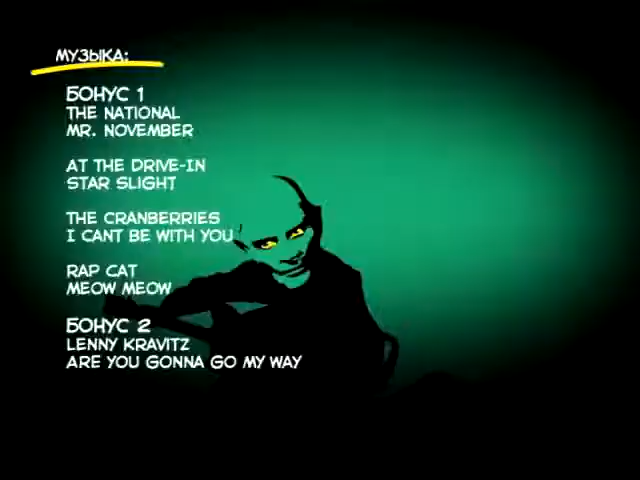 МУЗЫКА:
БОНУС 1
THE NATIONAL
MR. NOVEMBER
AT THE DRIVE-IN
STAR SLIGHT
THE CRANBERRIES
I CANT BE WITH YOU
RAP CAT
MEOW MEOW
БОНУС 2
LENNY KRAVITZ
ARE YOU GONNA GO MY WAY